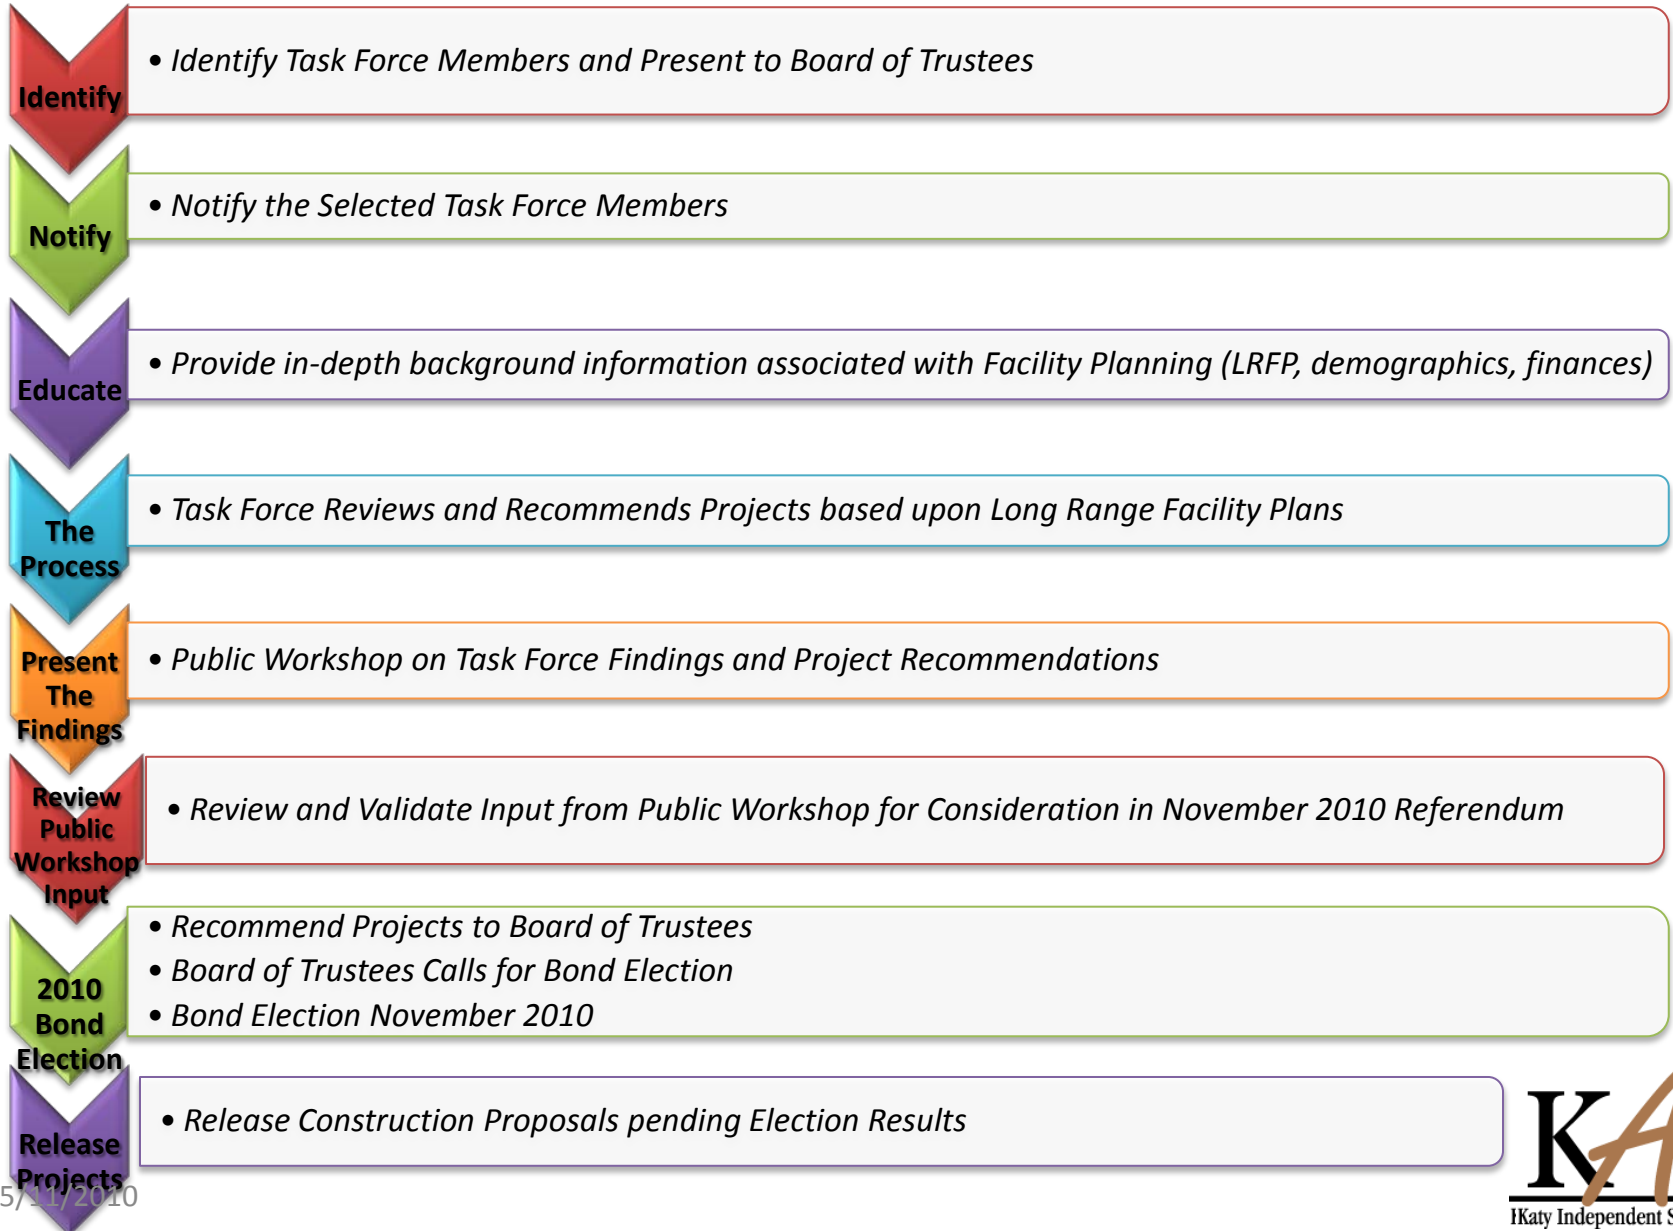 Identify
• Identify Task Force Members and Present to Board of Trustees
Notify
• Notify the Selected Task Force Members
Educate
• Provide in-depth background information associated with Facility Planning (LRFP, demographics, finances)
The
Process
• Task Force Reviews and Recommends Projects based upon Long Range Facility Plans
Present
The
Findings
• Public Workshop on Task Force Findings and Project Recommendations
Review
Public
Workshop
Input
• Review and Validate Input from Public Workshop for Consideration in November 2010 Referendum
2010
Bond
Election
• Recommend Projects to Board of Trustees
• Board of Trustees Calls for Bond Election
• Bond Election November 2010
Release
Projects
• Release Construction Proposals pending Election Results
5/11/2010
KA
Katy Independent S